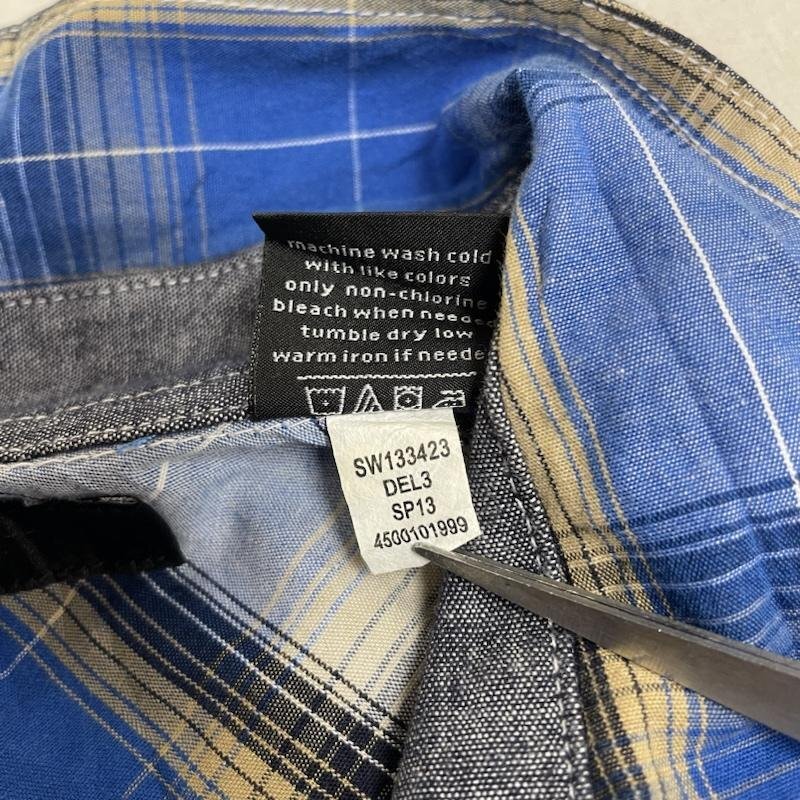 machine wash cold
with like colors
only non-chlorine
bleach when needed
tumble dry low
warm iron if neede
SW133423
DEL3
SP13
4500101999